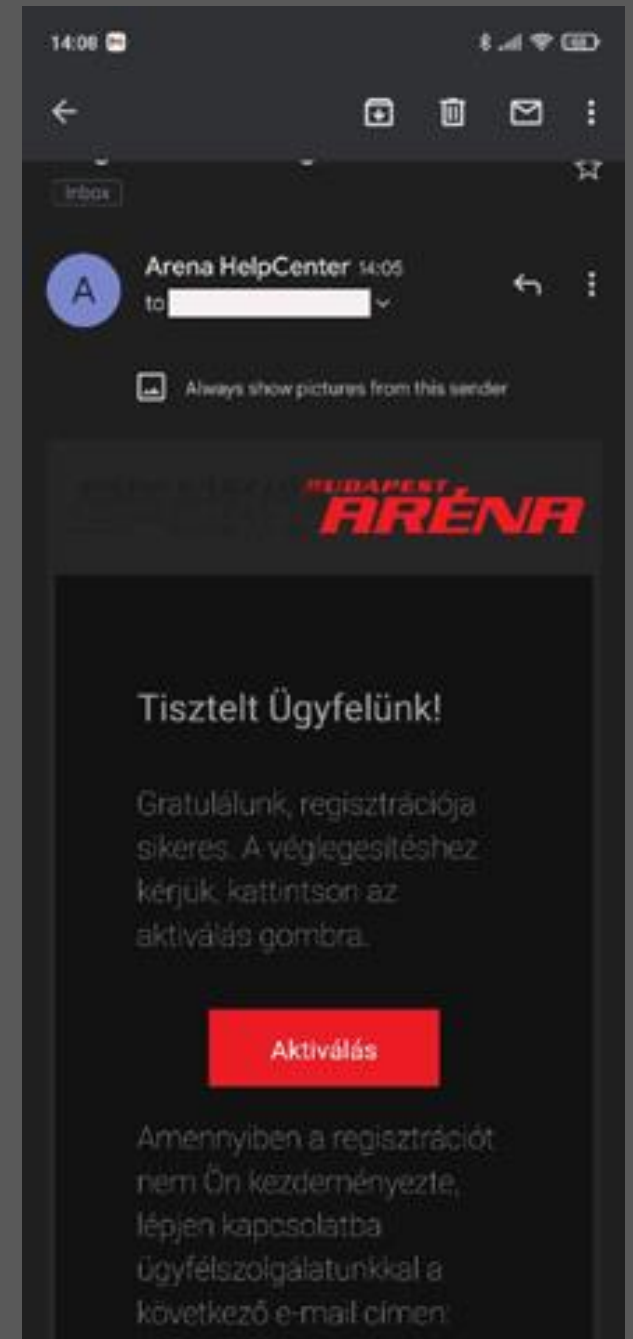 14:08
Inbox
Arena HelpCenter 14:05
to
Always show pictures from this sender
BUDAPEST
ARÉNA
Tisztelt Ügyfelünk!
Gratulálunk, regisztrációja
sikeres. A véglegesítéshez
kérjük, kattintson az
aktiválás gombra.
Aktiválás
Amennyiben a regisztrációt
nem Ön kezdeményezte,
lépjen kapcsolatba
ügyfélszolgálatunkkal a
következő e-mail címen: